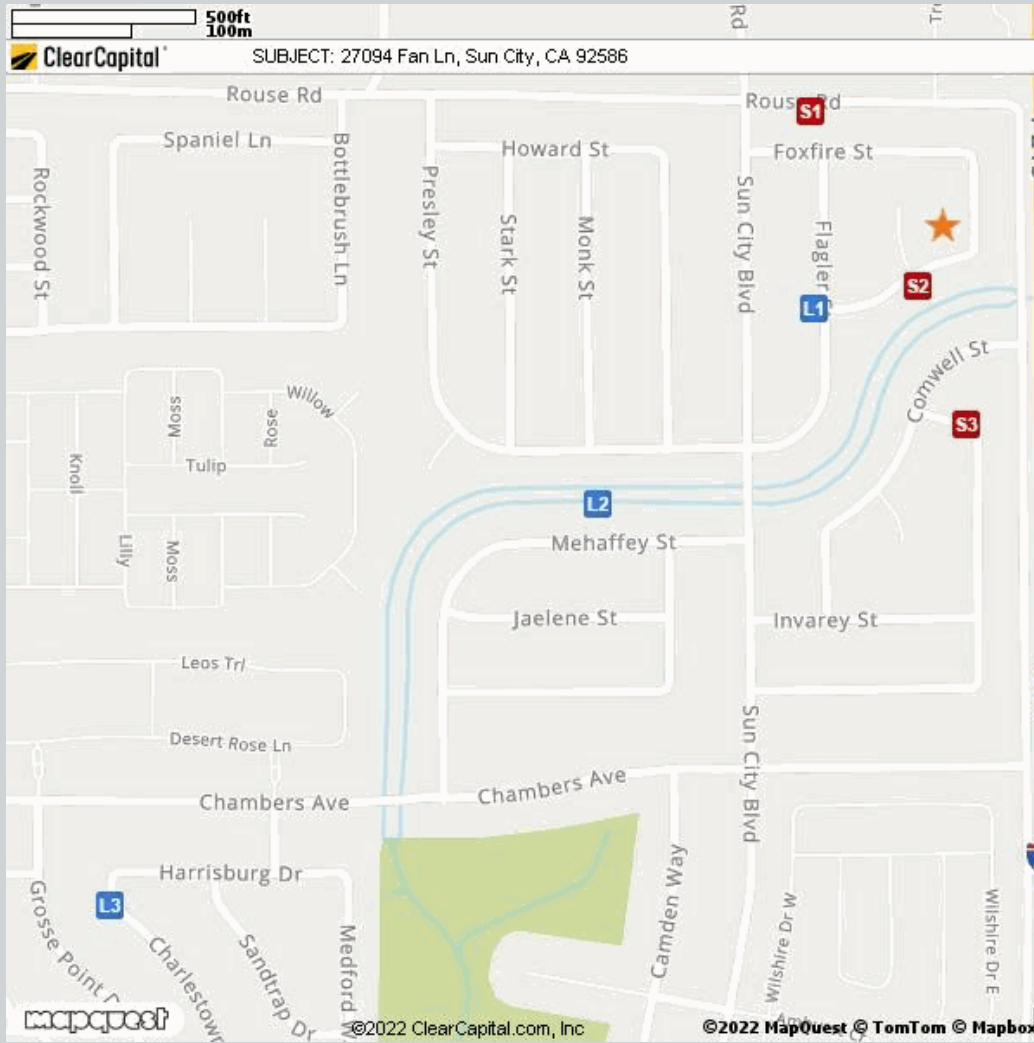 500ft
100m
Rd
ClearCapital
SUBJECT: 27094 Fan Ln, Sun City, CA 92586
Rouse Rd
Rouse Rd
S1
Spaniel Ln
Howard St
Foxfire St
Rockwood St
Bottlebrush Ln
Presley St
Stark St
Monk St
Sun City Blvd
Flagler
S2
L1
Comwell St
S3
Willow
Moss
Rose
Tulip
Knoll
L2
Lilly
Moss
Mehaffey St
Jaelene St
Invarey St
Leos Trl
Desert Rose Ln
Sun City Blvd
Chambers Ave
Chambers Ave
Harrisburg Dr
L3
Grosse Point
Charlestown
Sandtrap Dr
Medford
Camden Way
Wilshire Dr W
Wilshire Dr E
mapquest
©2022 ClearCapital.com, Inc
©2022 MapQuest © TomTom © Mapbox